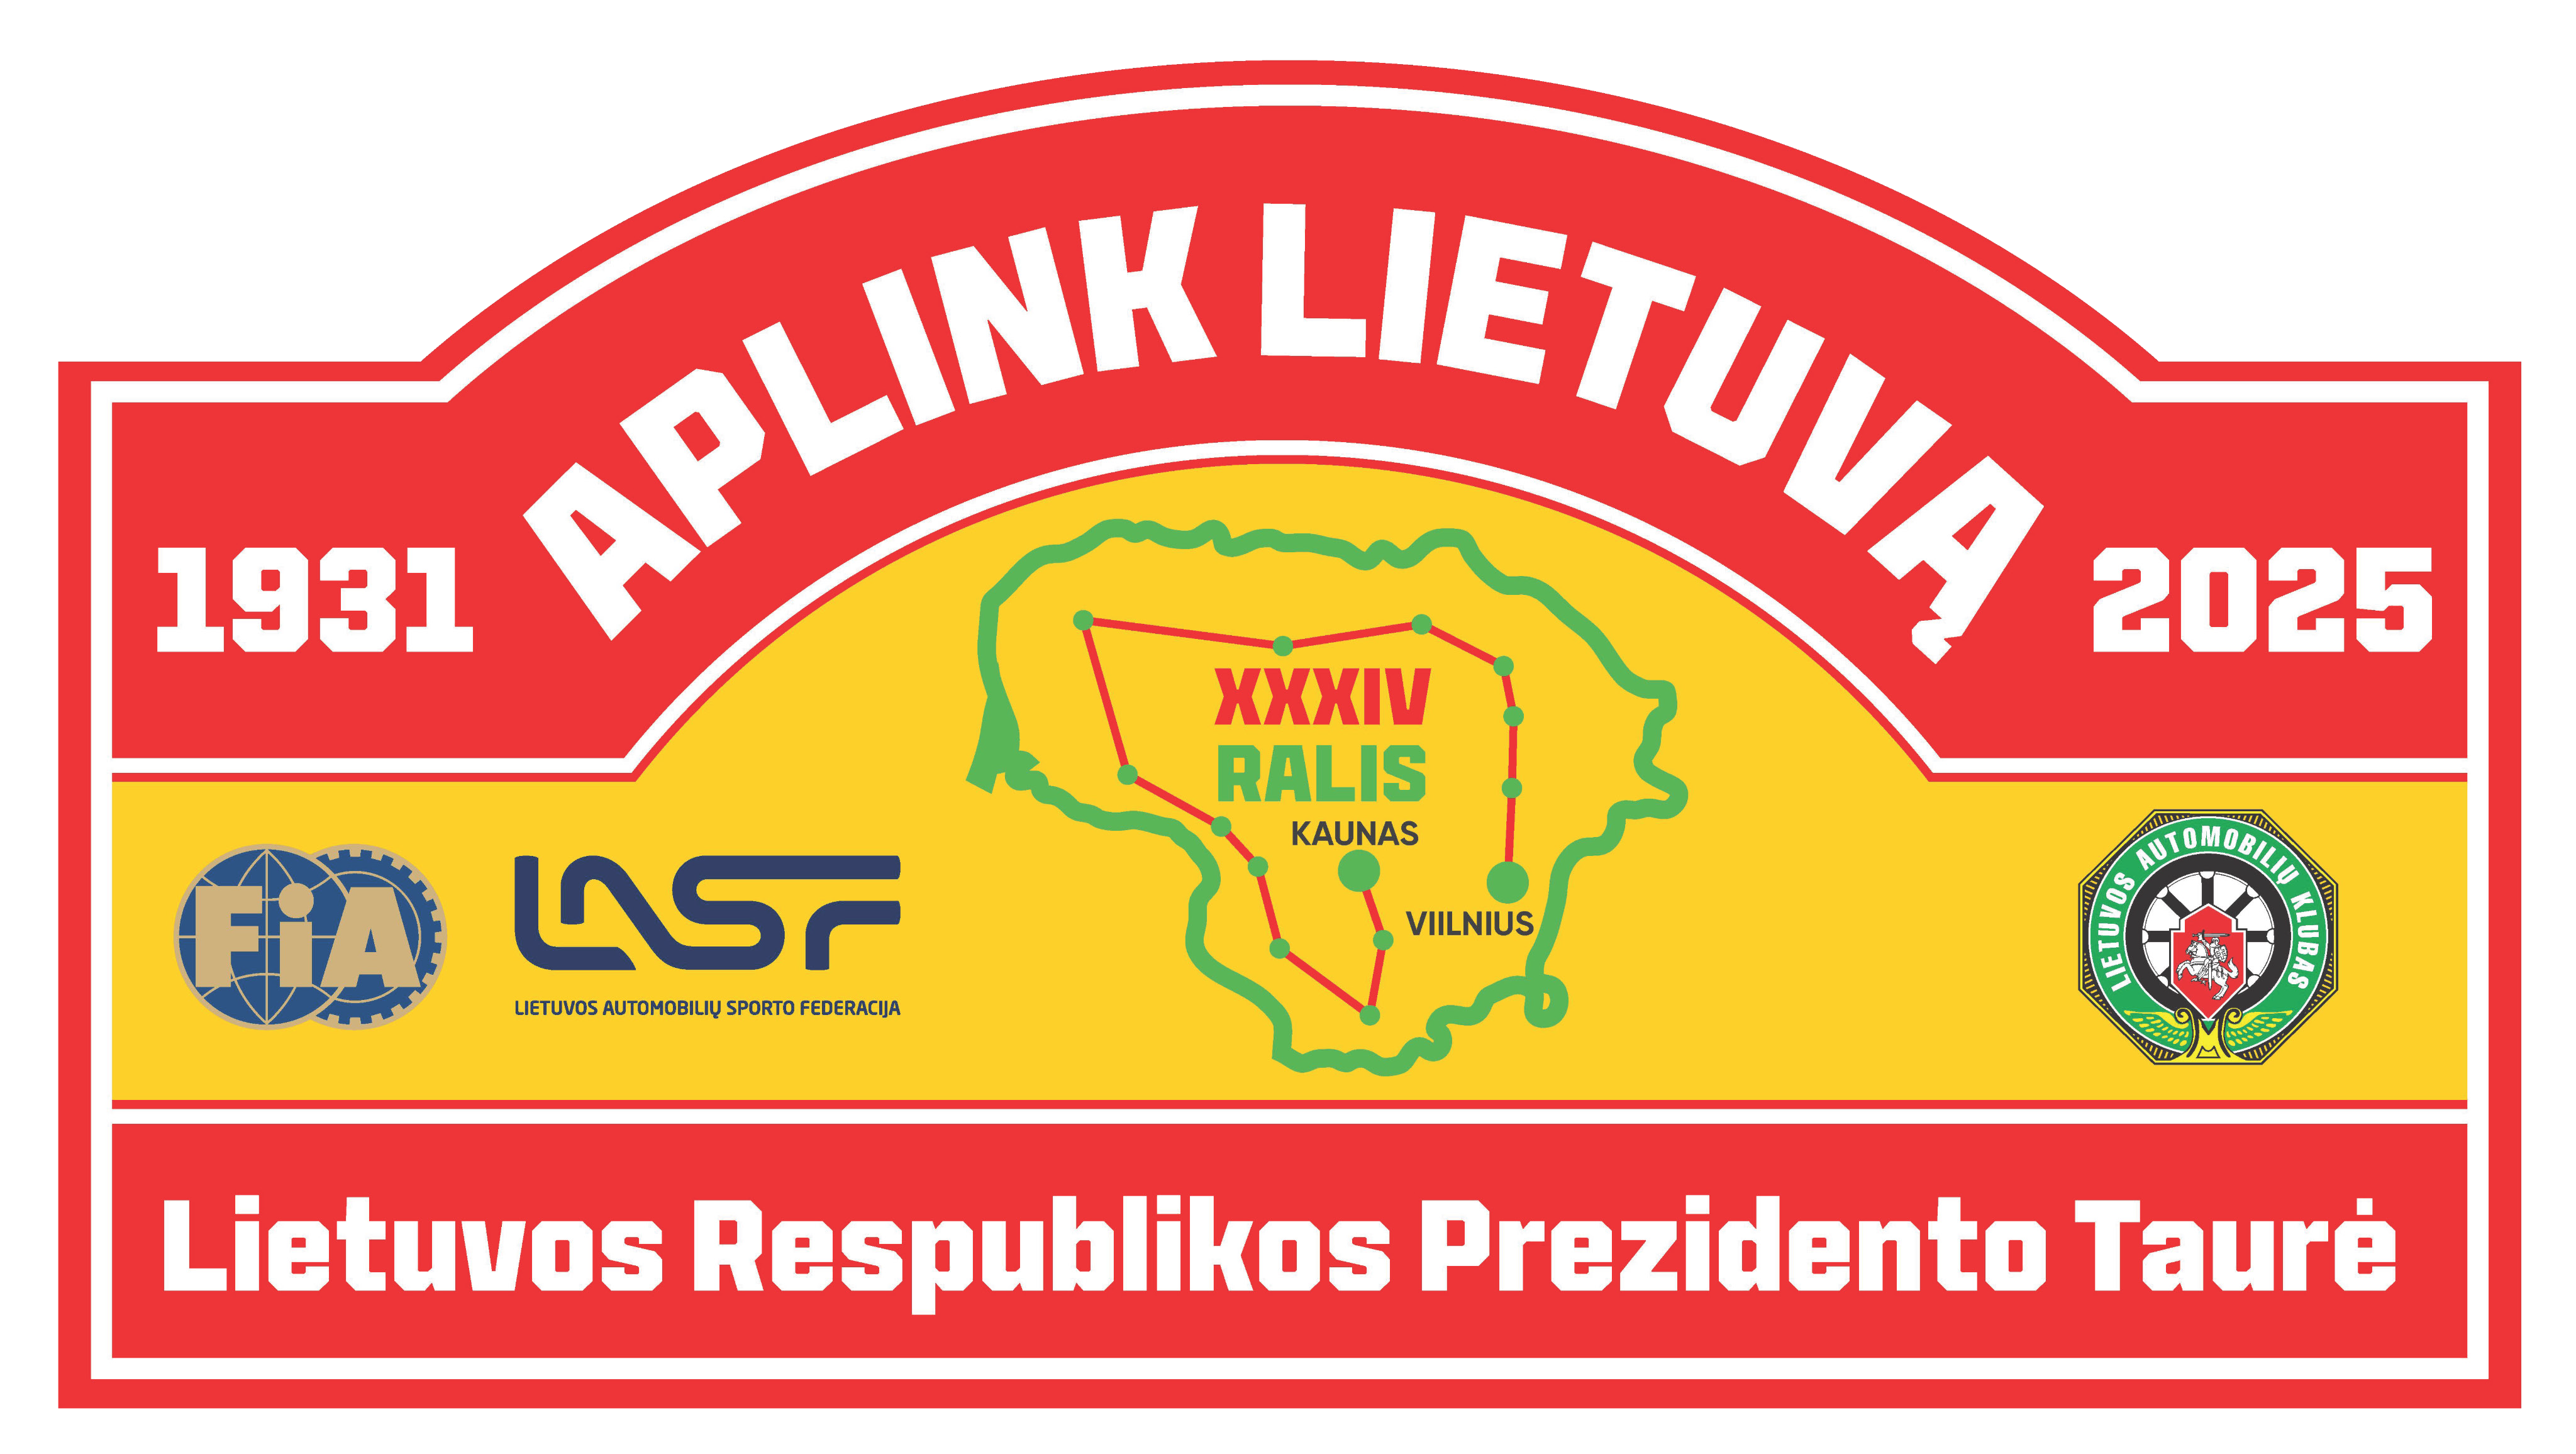 APLINK LIETUVĄ
1931
2025
XXXIV
RALIS
KAUNAS
VIILNIUS
FiA
LASF
LIETUVOS AUTOMOBILIŲ SPORTO FEDERACIJA
LIETUVOS AUTOMOBILIŲ KLUBAS
Lietuvos Respublikos Prezidento Taurė